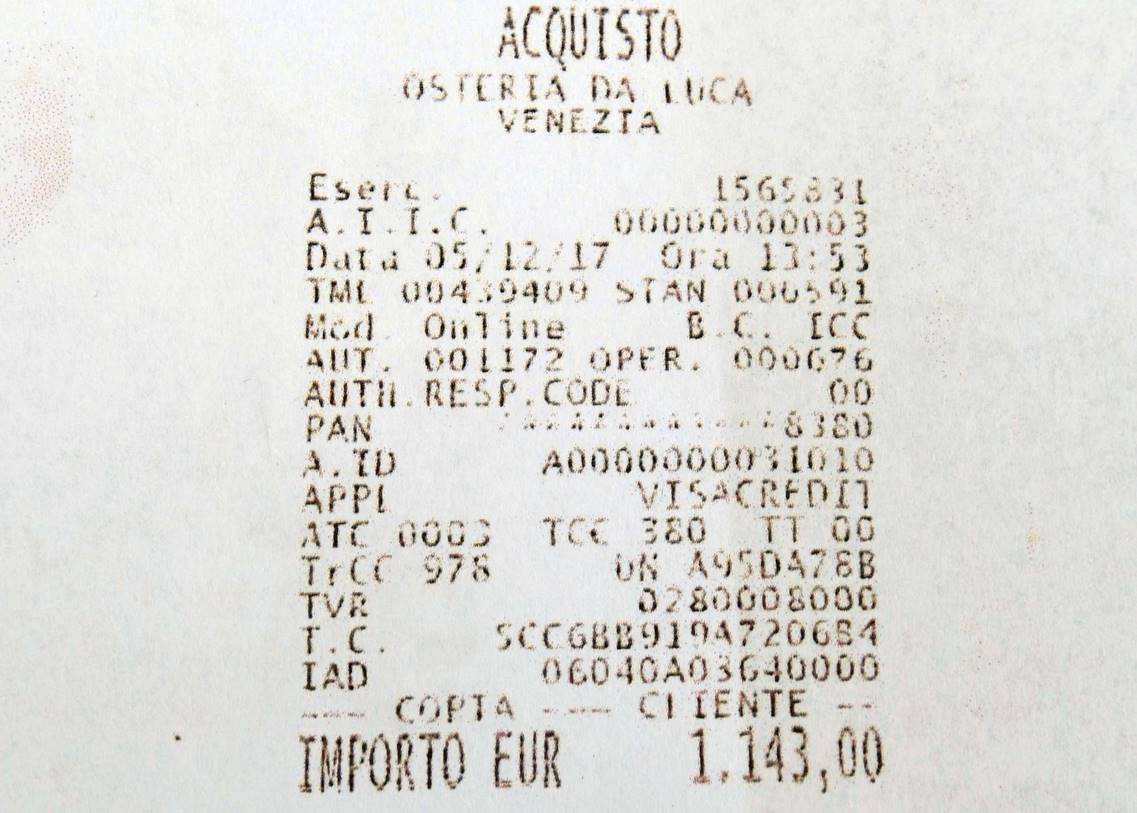 ACQUISTO
OSTERIA DA LUCA
VENEZIA
Eserc. 1565831
A.I.I.C. 00000000003
Data 05/12/17 Ora 13:53
TML 00439409 STAN 006591
Mod. Online B.C. ICC
AUT. 001172 OPER. 000676
AUTH.RESP.CODE 00
PAN ************8380
A.ID A0000000031010
APPL VISACREDIT
ATC 0003 TCC 380 TT 00
TrCC 978 UN A95DA78B
TVR 0280008000
T.C. 5CC6BB919A7206B4
IAD 06040A03640000
--- COPIA --- CLIENTE --
IMPORTO EUR 1.143,00